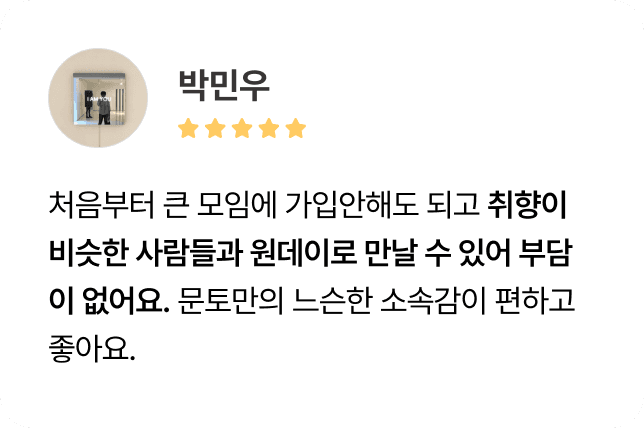 I AM YOU
박민우
처음부터 큰 모임에 가입안해도 되고 취향이
비슷한 사람들과 원데이로 만날 수 있어 부담
이 없어요. 문토만의 느슨한 소속감이 편하고
좋아요.